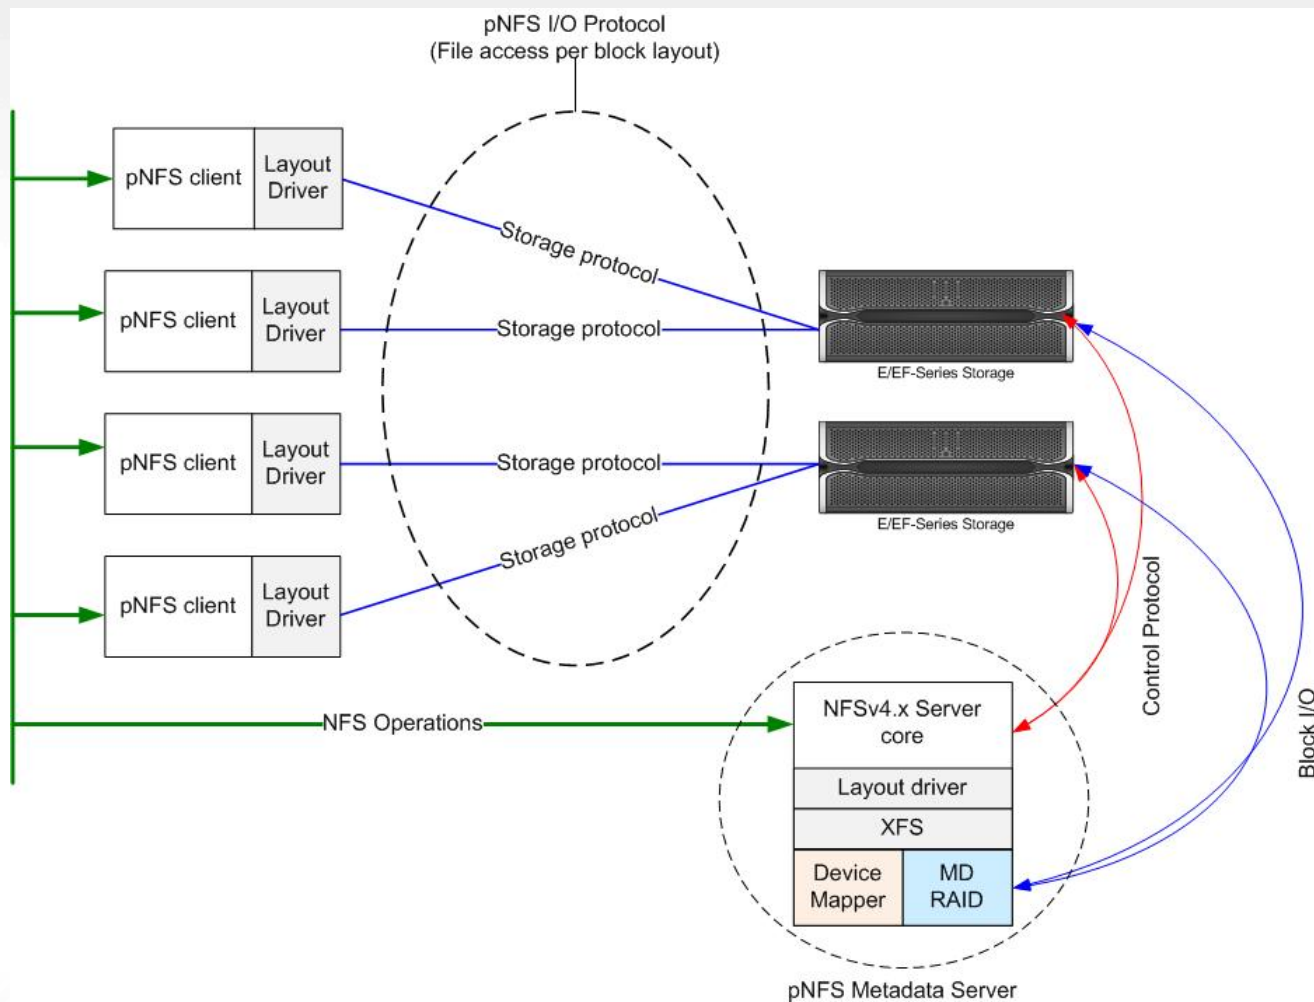 pNFS I/O Protocol
(File access per block layout)
pNFS client
Layout
Driver
Storage protocol
pNFS client
Layout
Driver
Storage protocol
E/EF-Series Storage
pNFS client
Layout
Driver
Storage protocol
E/EF-Series Storage
pNFS client
Layout
Driver
Storage protocol
Control Protocol
Block I/O
NFS Operations
NFSv4.x Server
core
Layout driver
XFS
Device
Mapper
MD
RAID
pNFS Metadata Server